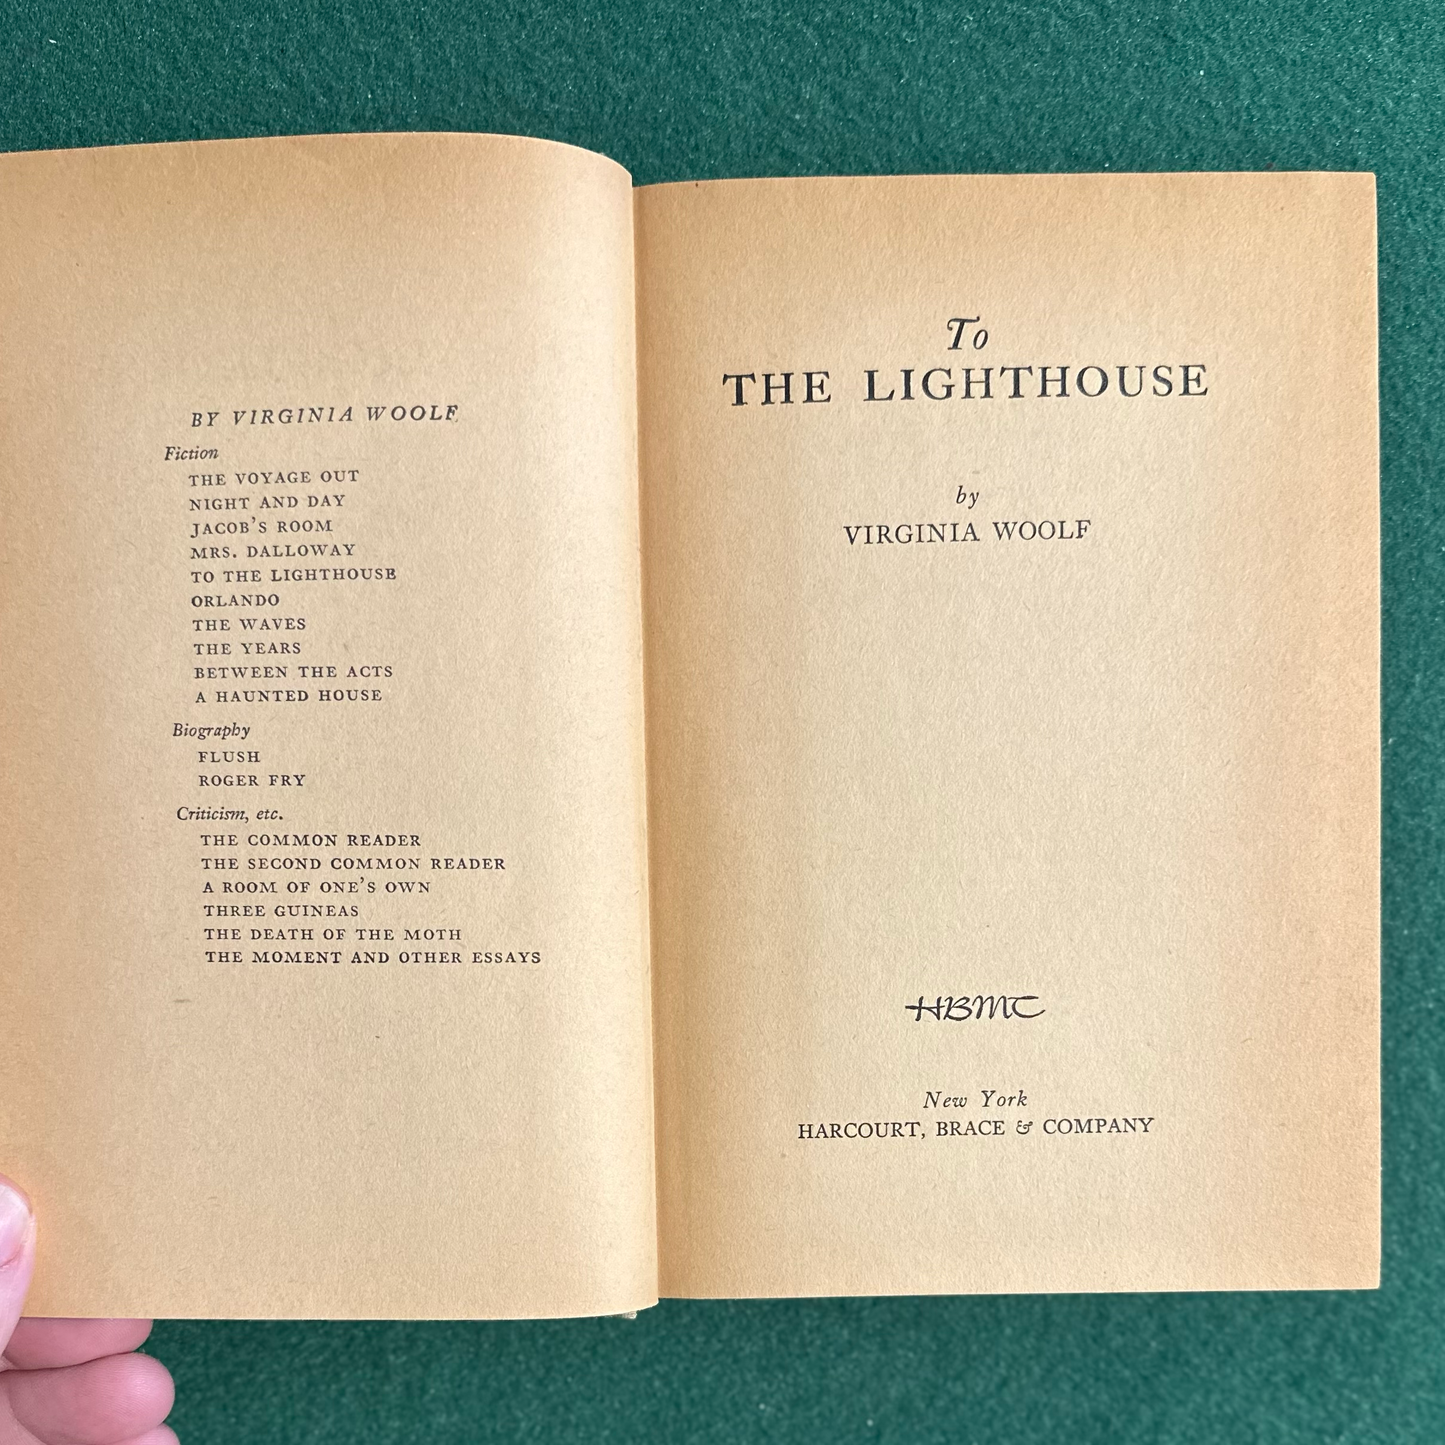 BY VIRGINIA WOOLF
Fiction
THE VOYAGE OUT
NIGHT AND DAY
JACOB'S ROOM
MRS. DALLOWAY
TO THE LIGHTHOUSE
ORLANDO
THE WAVES
THE YEARS
BETWEEN THE ACTS
A HAUNTED HOUSE
Biography
FLUSH
ROGER FRY
Criticism, etc.
THE COMMON READER
THE SECOND COMMON READER
A ROOM OF ONE'S OWN
THREE GUINEAS
THE DEATH OF THE MOTH
THE MOMENT AND OTHER ESSAYS
To
THE LIGHTHOUSE
by
VIRGINIA WOOLF
HBMC
New York
HARCOURT, BRACE & COMPANY